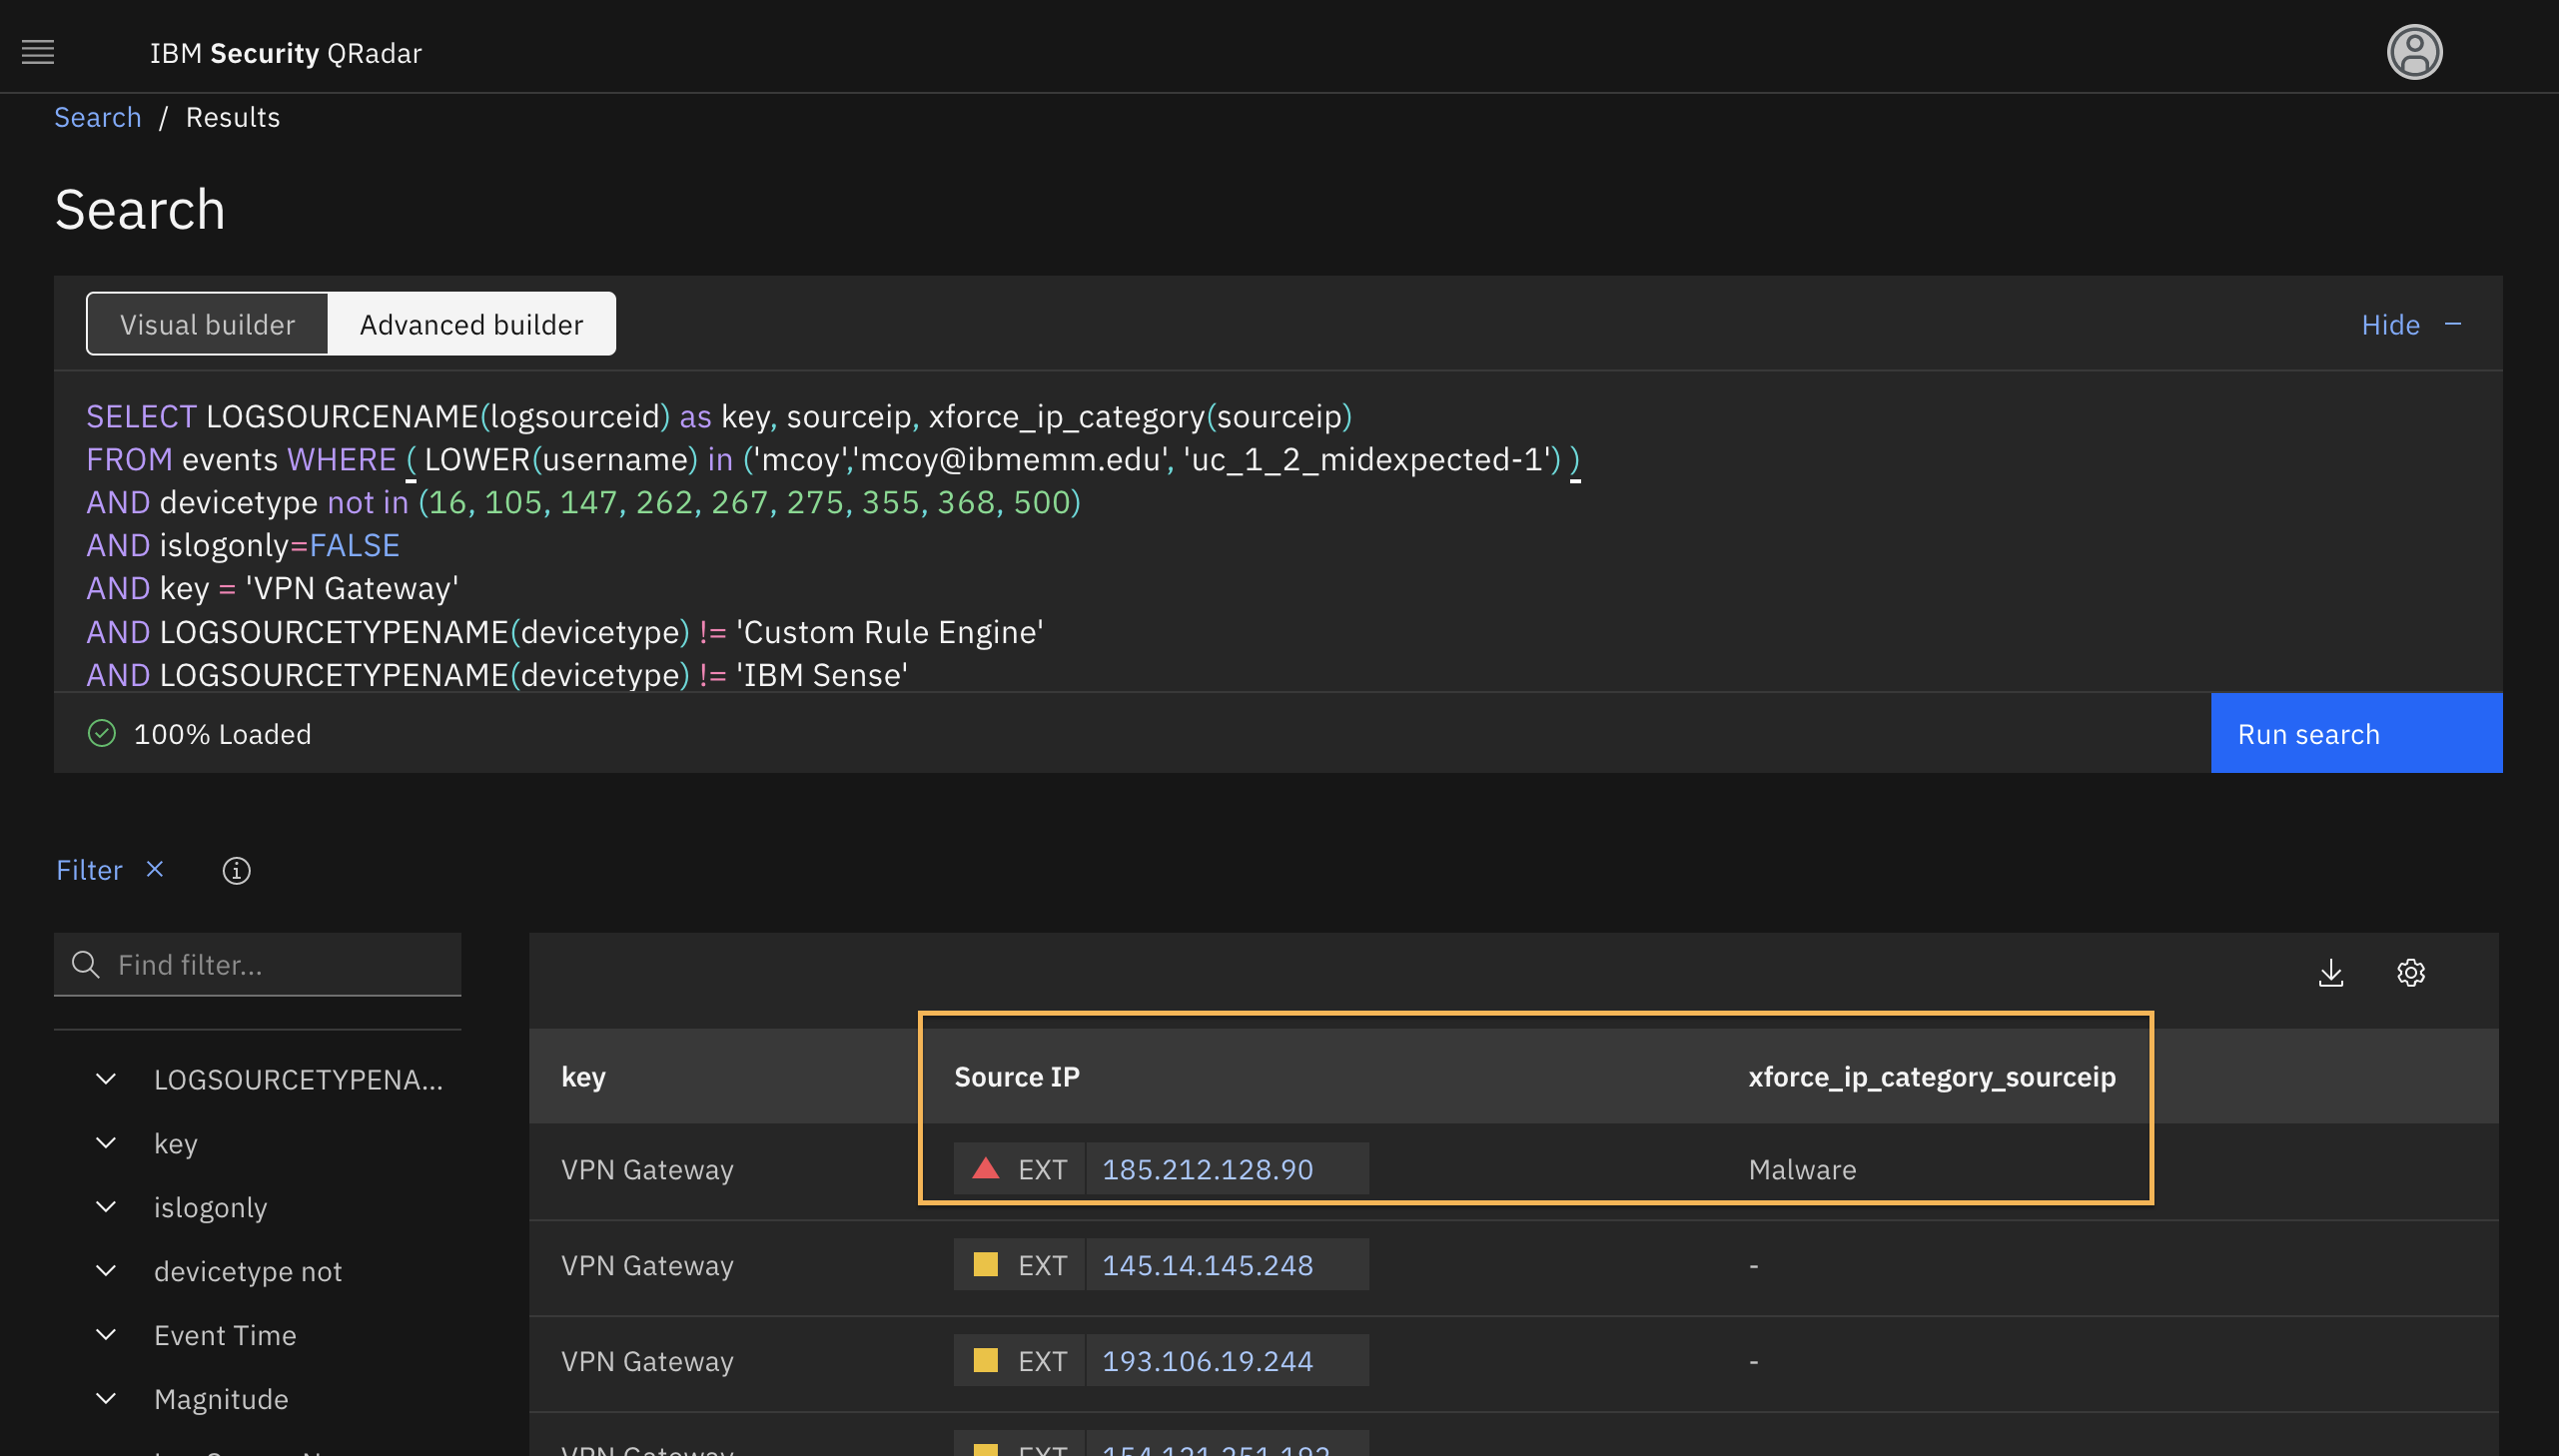 IBM Security QRadar
Search / Results
Search
Visual builder
Advanced builder
Hide
SELECT LOGSOURCENAME(logsourceid) as key, sourceip, xforce_ip_category(sourceip)
FROM events WHERE ( LOWER(username) in ('mcoy','mcoy@ibmemm.edu', 'uc_1_2_midexpected-1') )
AND devicetype not in (16, 105, 147, 262, 267, 275, 355, 368, 500)
AND islogonly=FALSE
AND key = 'VPN Gateway'
AND LOGSOURCETYPENAME(devicetype) != 'Custom Rule Engine'
AND LOGSOURCETYPENAME(devicetype) != 'IBM Sense'
100% Loaded
Run search
Filter
Find filter...
LOGSOURCETYPENA...
key
islogonly
devicetype not
Event Time
Magnitude
key Source IP xforce_ip_category_sourceip
VPN Gateway EXT 185.212.128.90 Malware
VPN Gateway EXT 145.14.145.248 -
VPN Gateway EXT 193.106.19.244 -
VPN Gateway EXT